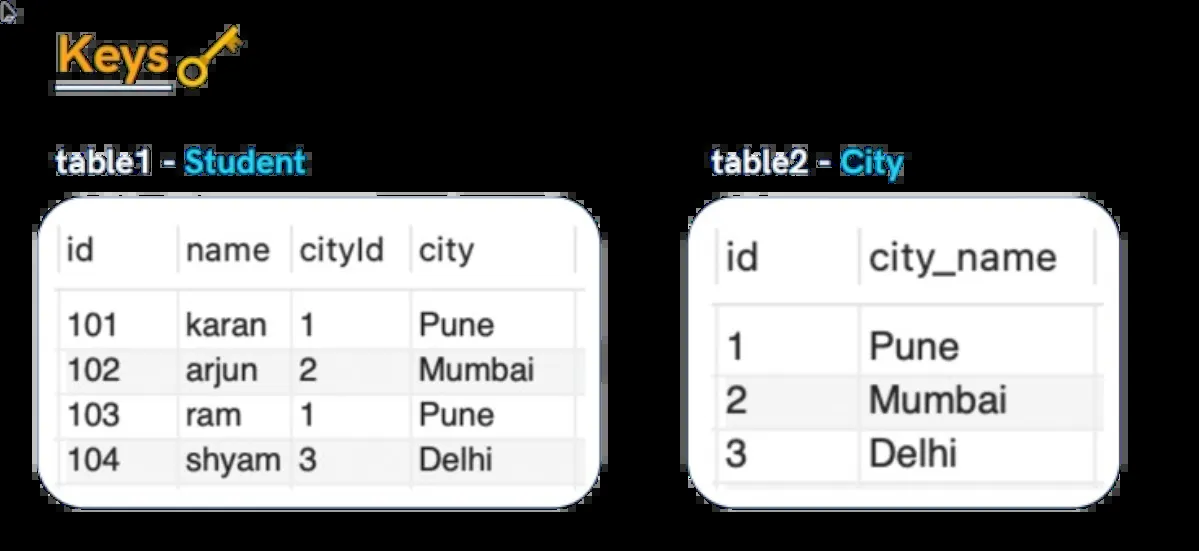 Keys
table1 - Student
id name cityId city
101 karan 1 Pune
102 arjun 2 Mumbai
103 ram 1 Pune
104 shyam 3 Delhi
table2 - City
id city_name
1 Pune
2 Mumbai
3 Delhi